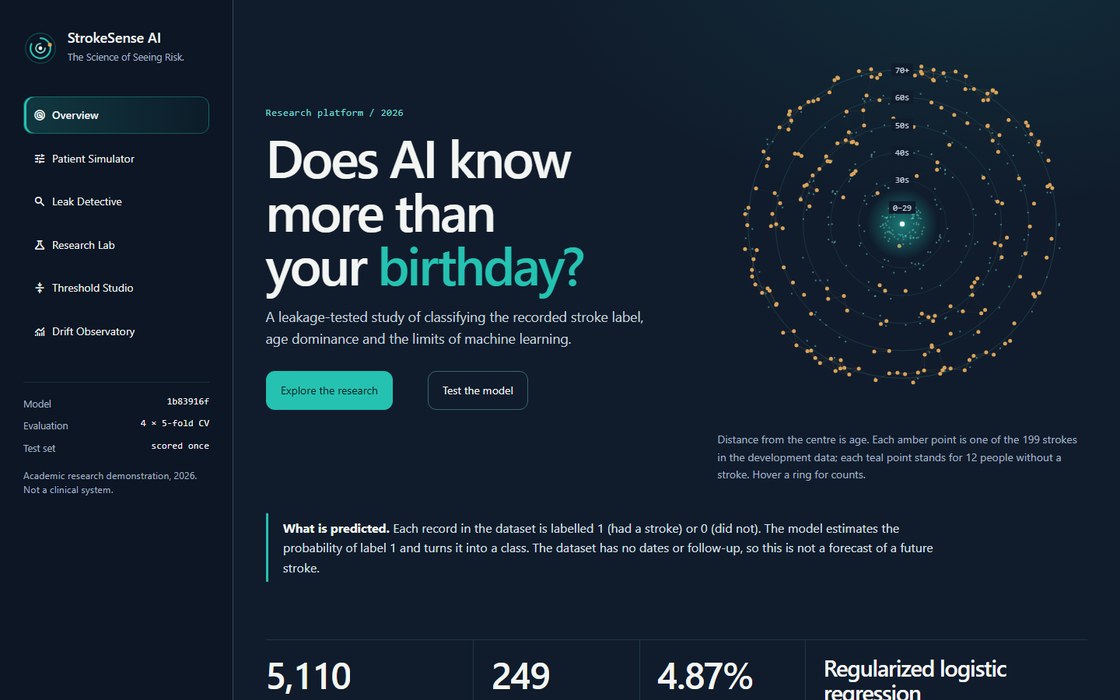 StrokeSense AI
The Science of Seeing Risk.
Overview
Patient Simulator
Leak Detective
Research Lab
Threshold Studio
Drift Observatory
Model 1b83916f
Evaluation 4 × 5-fold CV
Test set scored once
Academic research demonstration, 2026.
Not a clinical system.
Research platform / 2026
Does AI know
more than
your birthday?
A leakage-tested study of classifying the recorded stroke label,
age dominance and the limits of machine learning.
Explore the research
Test the model
70+
60s
50s
40s
30s
0–29
Distance from the centre is age. Each amber point is one of the 199 strokes
in the development data; each teal point stands for 12 people without a
stroke. Hover a ring for counts.
What is predicted. Each record in the dataset is labelled 1 (had a stroke) or 0 (did not). The model estimates the
probability of label 1 and turns it into a class. The dataset has no dates or follow-up, so this is not a forecast of a future
stroke.
5,110
249
4.87%
Regularized logistic
regression